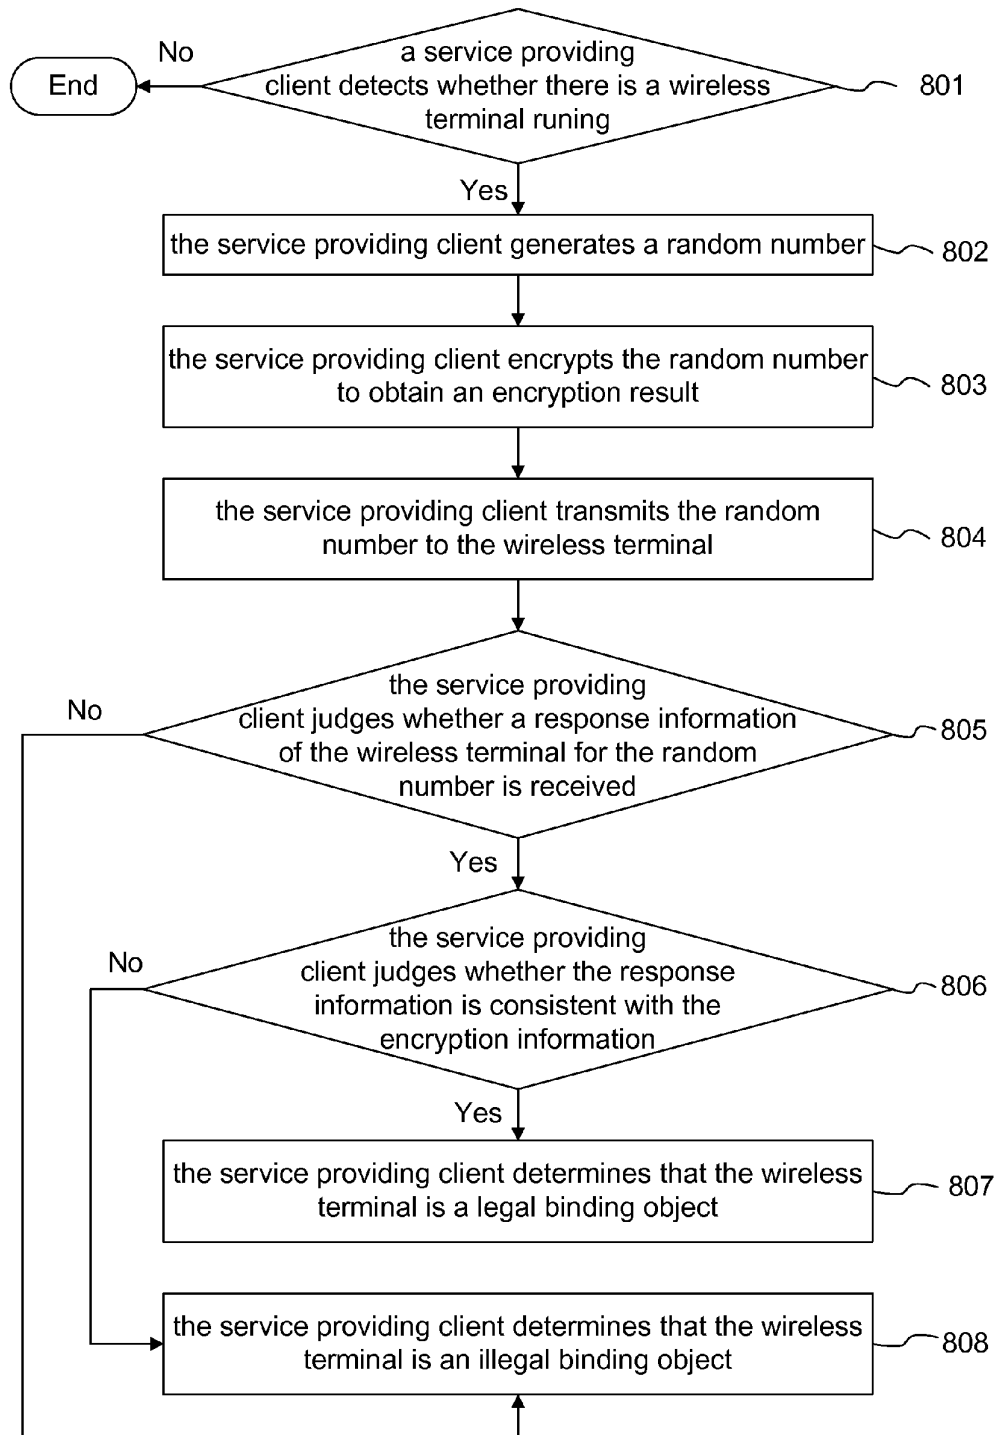 No
End
a service providing
client detects whether there is a wireless
terminal runing
801
Yes
the service providing client generates a random number
802
the service providing client encrypts the random number
to obtain an encryption result
803
the service providing client transmits the random
number to the wireless terminal
804
No
the service providing
client judges whether a response information
of the wireless terminal for the random
number is received
805
Yes
No
the service providing
client judges whether the response
information is consistent with the
encryption information
806
Yes
the service providing client determines that the wireless
terminal is a legal binding object
807
the service providing client determines that the wireless
terminal is an illegal binding object
808